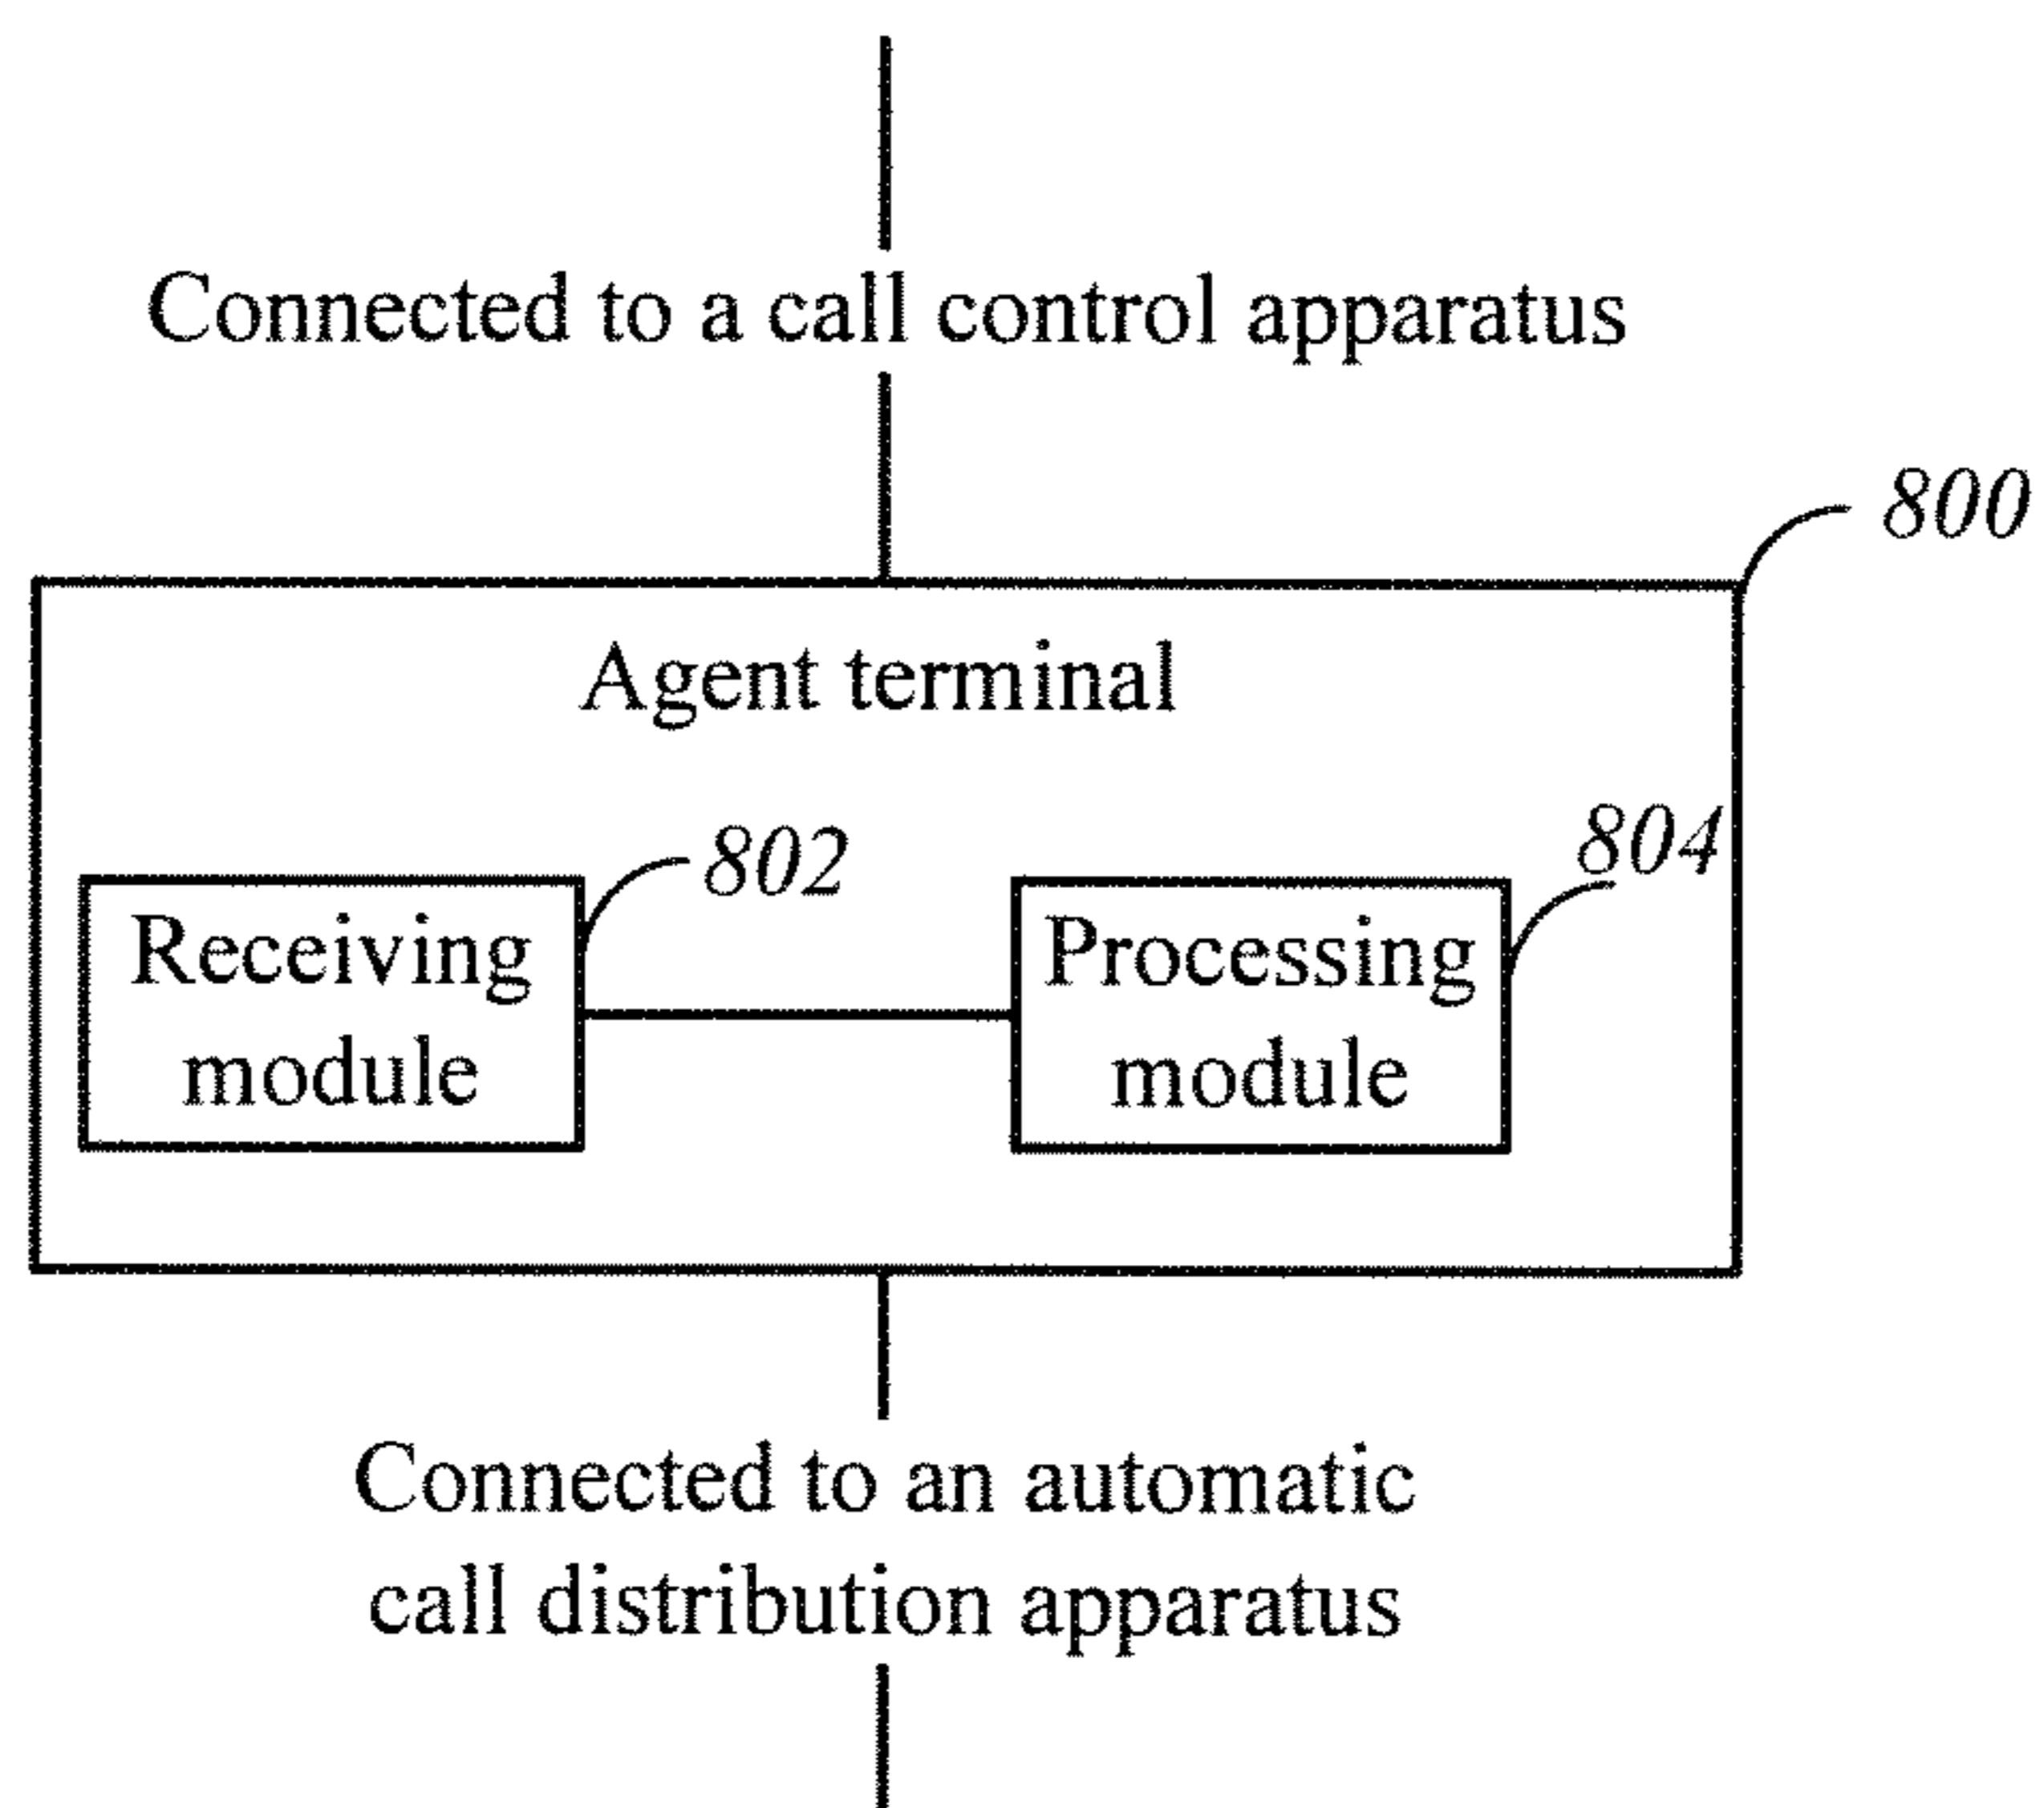 Connected to a call control apparatus
800
Agent terminal
802
804
Receiving
module
Processing
module
Connected to an automatic
call distribution apparatus